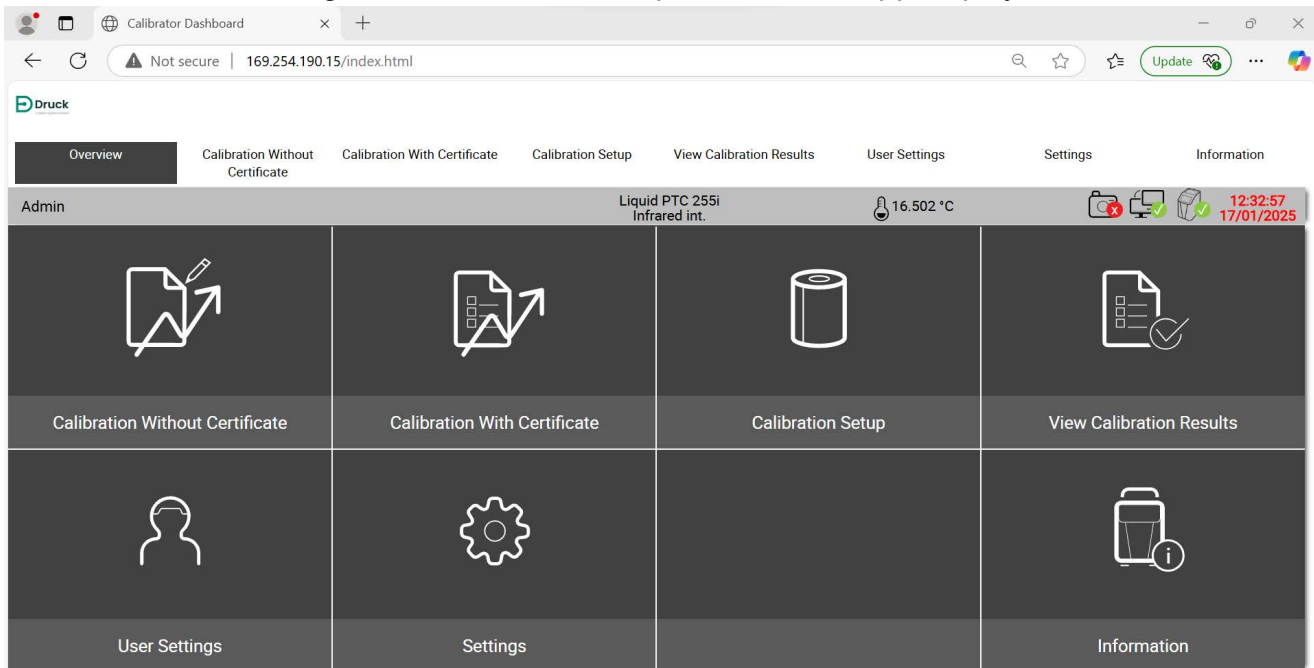 Calibrator Dashboard
Not secure | 169.254.190.15/index.html
Update
Druck
Overview
Calibration Without
Certificate
Calibration With Certificate
Calibration Setup
View Calibration Results
User Settings
Settings
Information
Admin
Liquid PTC 255i
Infrared int.
16.502 °C
12:32:57
17/01/2025
Calibration Without Certificate
Calibration With Certificate
Calibration Setup
View Calibration Results
User Settings
Settings
Information